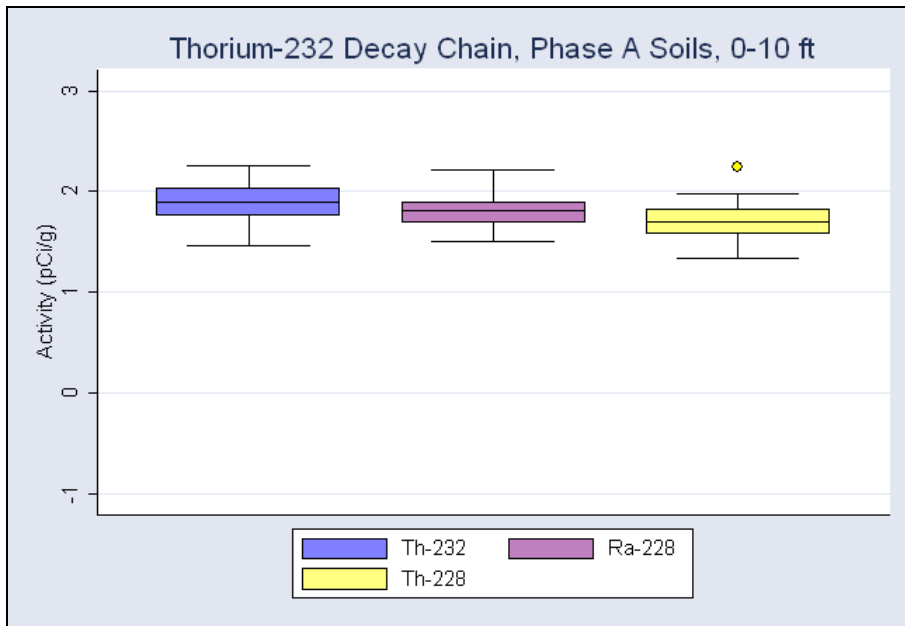 Thorium-232 Decay Chain, Phase A Soils, 0-10 ft
Activity (pCi/g)
3
2
1
0
-1
Th-232 Ra-228
Th-228